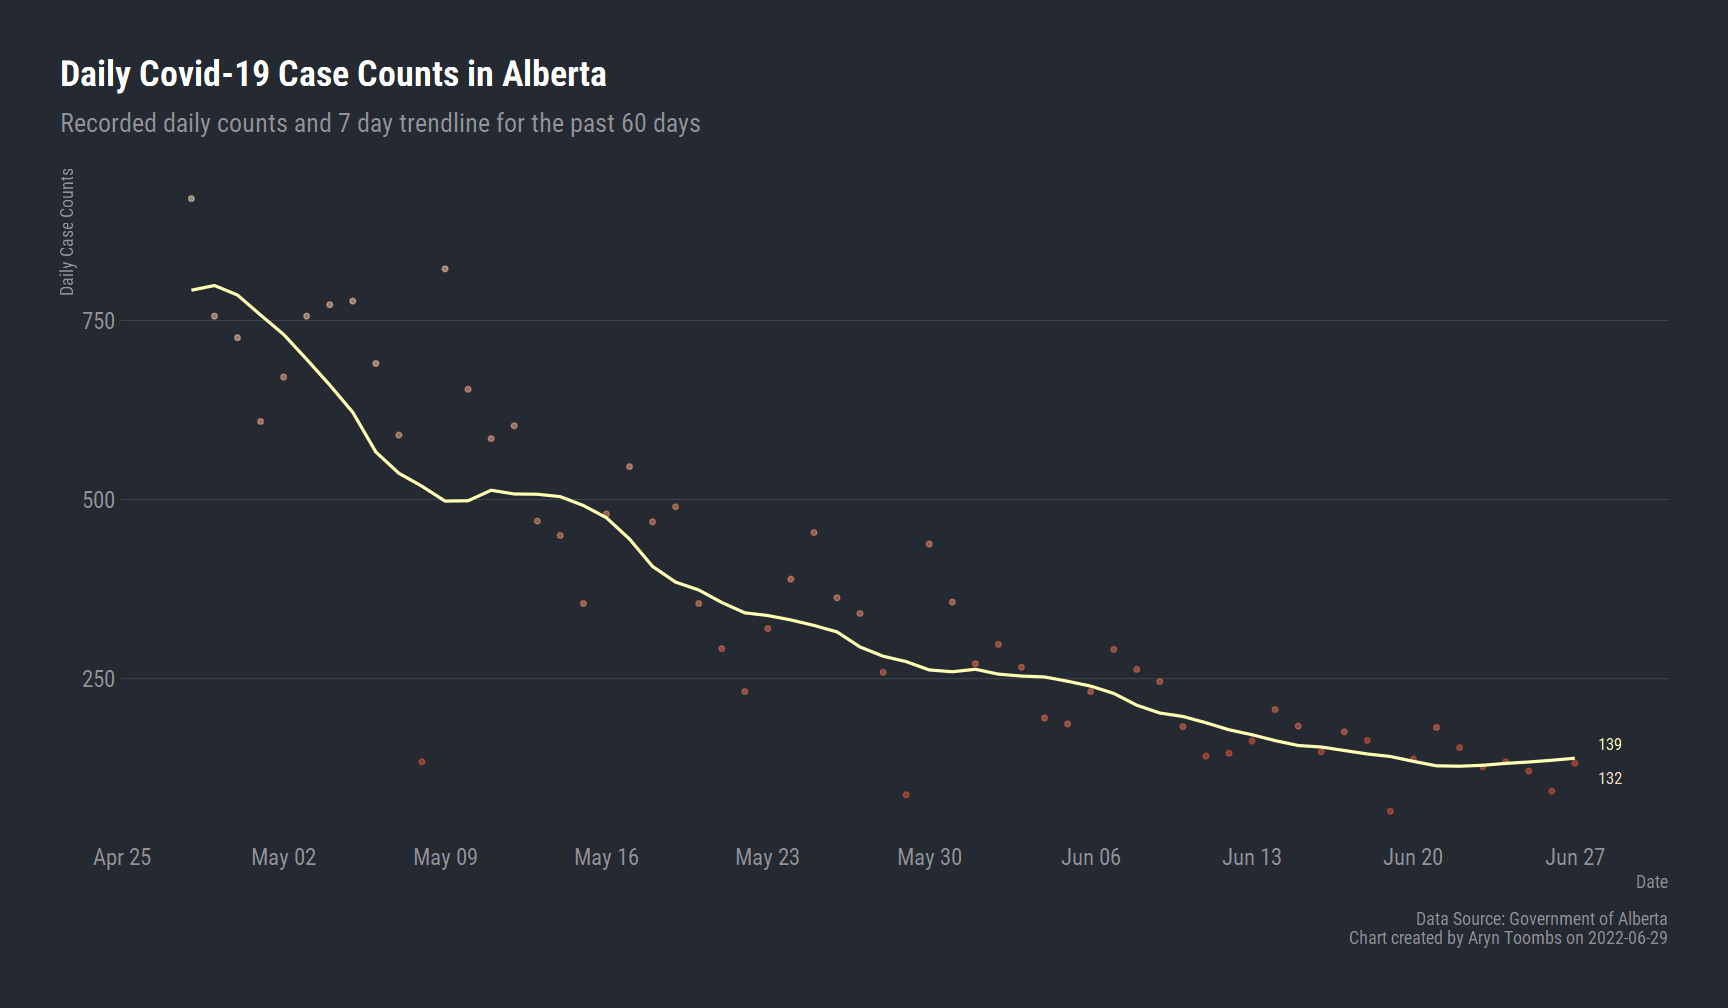 Daily Covid-19 Case Counts in Alberta
Recorded daily counts and 7 day trendline for the past 60 days
Daily Case Counts
750
500
250
139
132
Apr 25 May 02 May 09 May 16 May 23 May 30 Jun 06 Jun 13 Jun 20 Jun 27
Date
Data Source: Government of Alberta
Chart created by Aryn Toombs on 2022-06-29